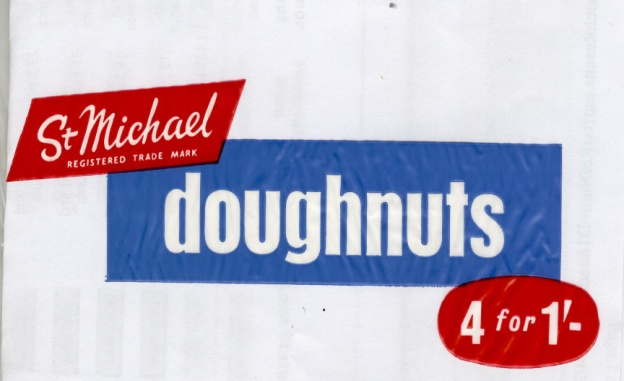 St Michael
REGISTERED TRADE MARK
doughnuts
4 for 1'-